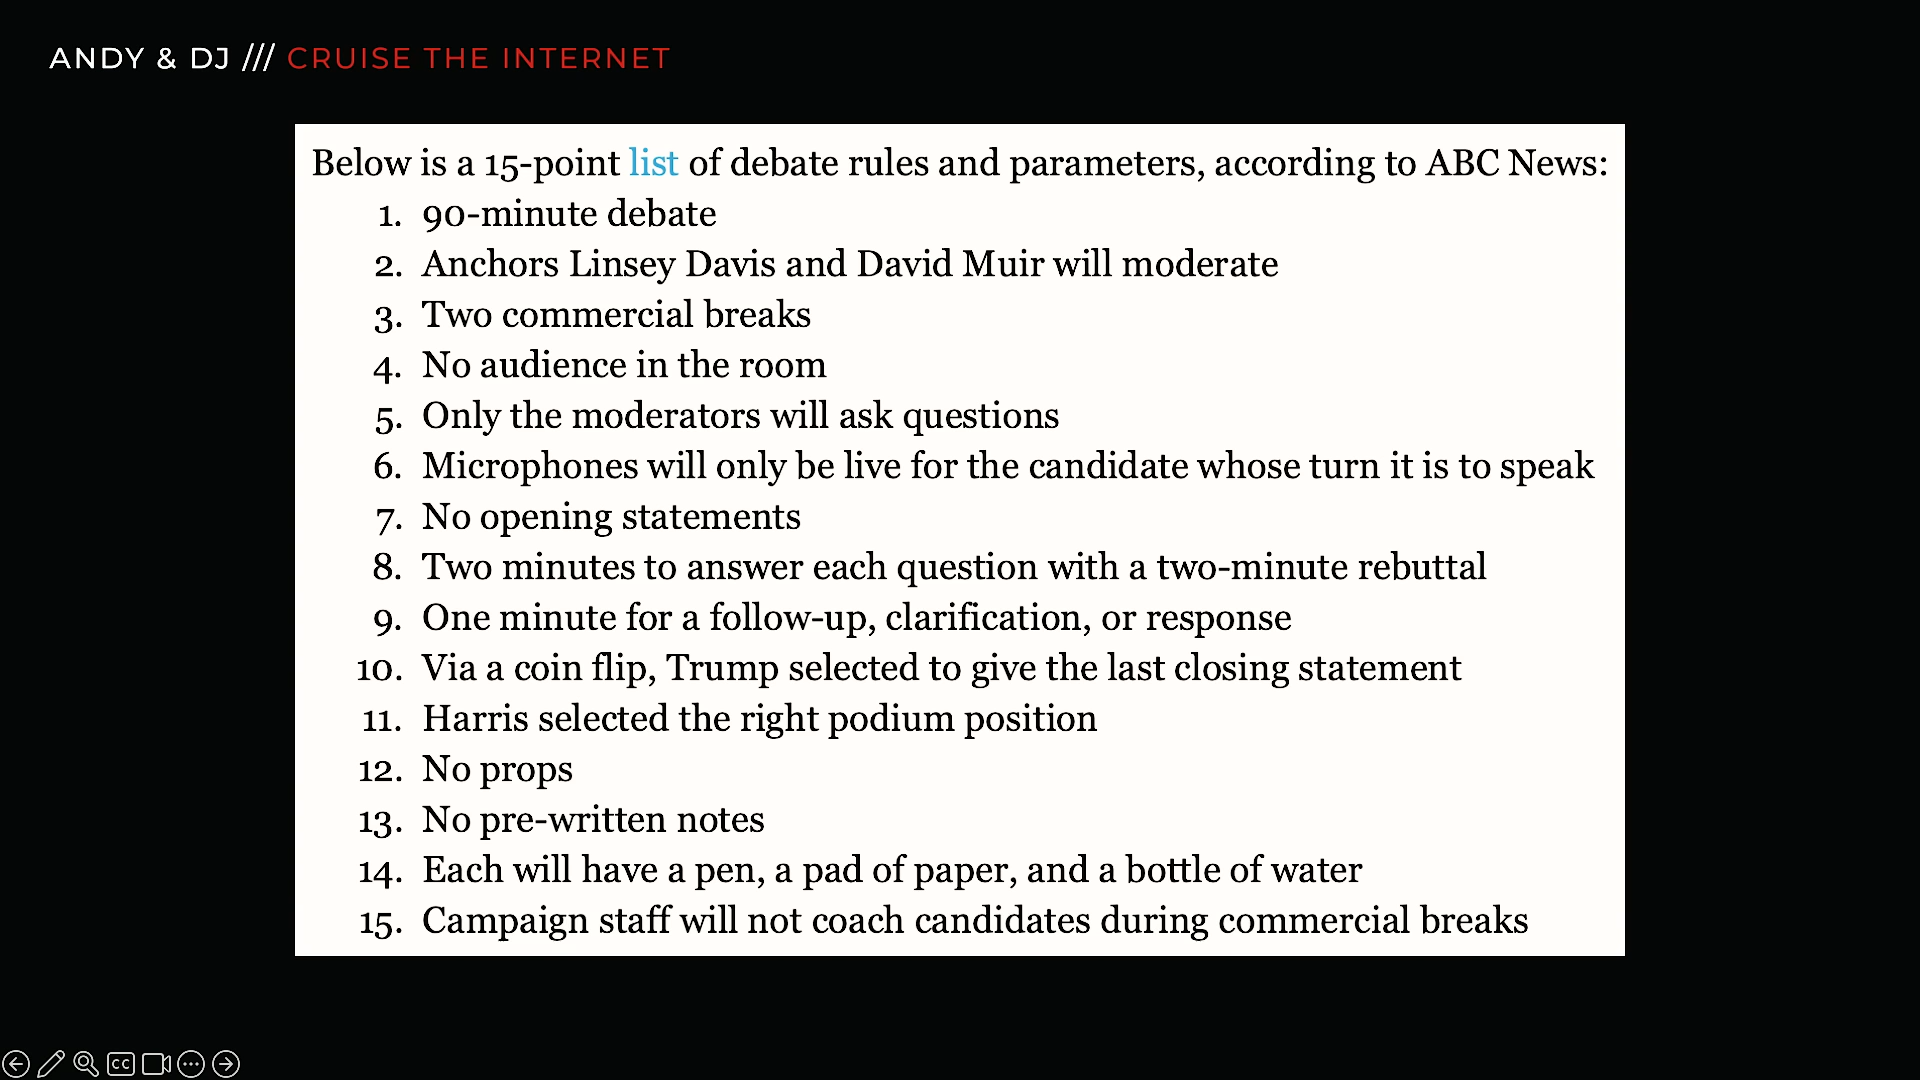 ANDY & DJ /// CRUISE THE INTERNET
Below is a 15-point list of debate rules and parameters, according to ABC News:
1. 90-minute debate
2. Anchors Linsey Davis and David Muir will moderate
3. Two commercial breaks
4. No audience in the room
5. Only the moderators will ask questions
6. Microphones will only be live for the candidate whose turn it is to speak
7. No opening statements
8. Two minutes to answer each question with a two-minute rebuttal
9. One minute for a follow-up, clarification, or response
10. Via a coin flip, Trump selected to give the last closing statement
11. Harris selected the right podium position
12. No props
13. No pre-written notes
14. Each will have a pen, a pad of paper, and a bottle of water
15. Campaign staff will not coach candidates during commercial breaks
CC